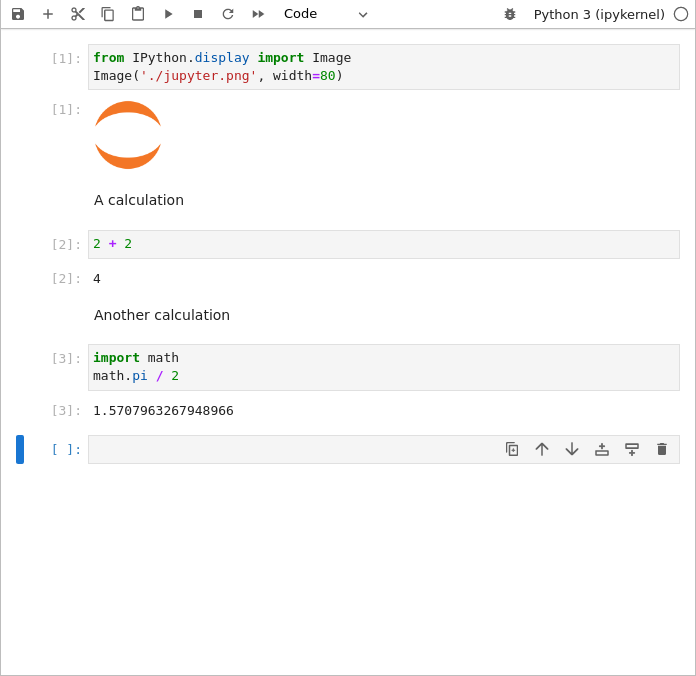 Code
Python 3 (ipykernel)
[1]:
from IPython.display import Image
Image('./jupyter.png', width=80)
[1]:
A calculation
[2]:
2 + 2
[2]:
4
Another calculation
[3]:
import math
math.pi / 2
[3]:
1.5707963267948966
[ ]: